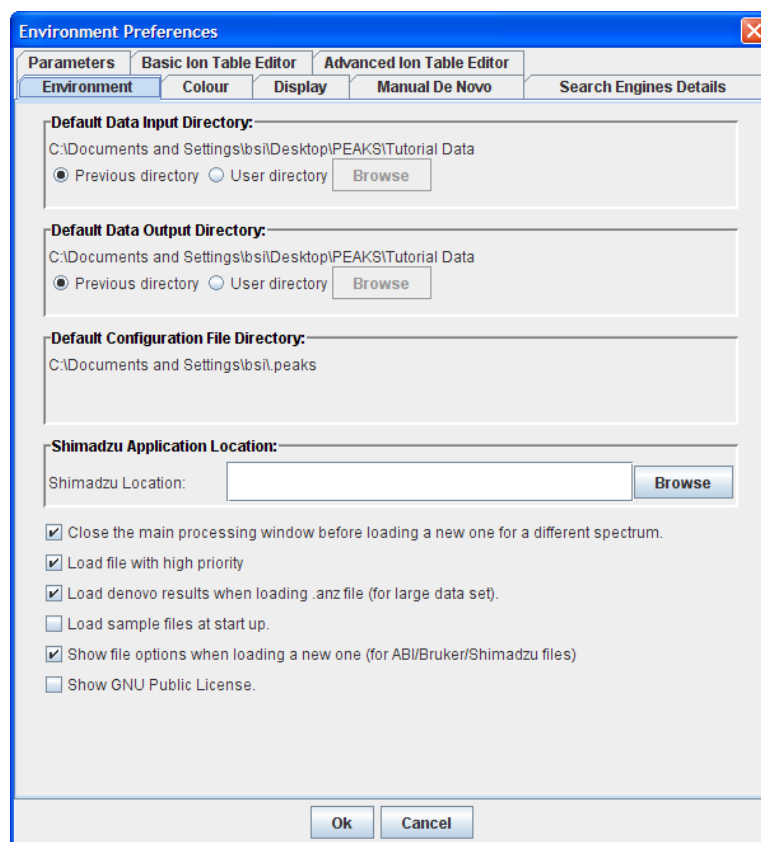 Environment Preferences
Parameters Basic Ion Table Editor Advanced Ion Table Editor
Environment Colour Display Manual De Novo Search Engines Details
Default Data Input Directory:
C:\Documents and Settings\bsi\Desktop\PEAKS\Tutorial Data
Previous directory User directory Browse
Default Data Output Directory:
C:\Documents and Settings\bsi\Desktop\PEAKS\Tutorial Data
Previous directory User directory Browse
Default Configuration File Directory:
C:\Documents and Settings\bsi\.peaks
Shimadzu Application Location:
Shimadzu Location: Browse
Close the main processing window before loading a new one for a different spectrum.
Load file with high priority
Load denovo results when loading .anz file (for large data set).
Load sample files at start up.
Show file options when loading a new one (for ABI/Bruker/Shimadzu files)
Show GNU Public License.
Ok Cancel